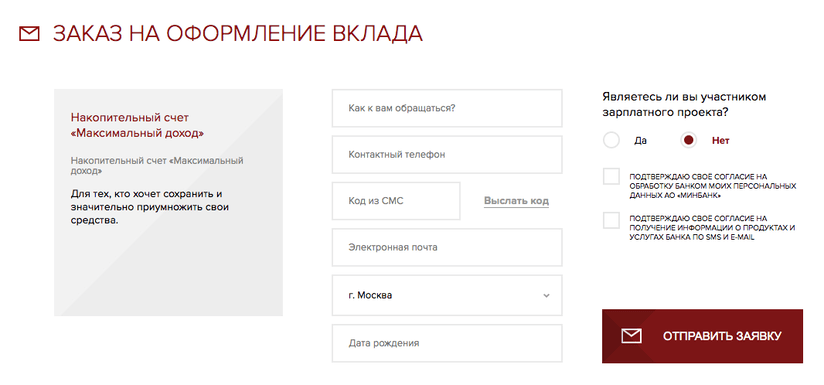 ЗАКАЗ НА ОФОРМЛЕНИЕ ВКЛАДА
Накопительный счет
«Максимальный доход»
Накопительный счет «Максимальный
доход»
Для тех, кто хочет сохранить и
значительно приумножить свои
средства.
Как к вам обращаться?
Контактный телефон
Код из СМС
Выслать код
Электронная почта
г. Москва
Дата рождения
Являетесь ли вы участником
зарплатного проекта?
Да
Нет
ПОДТВЕРЖДАЮ СВОЁ СОГЛАСИЕ НА
ОБРАБОТКУ БАНКОМ МОИХ ПЕРСОНАЛЬНЫХ
ДАННЫХ АО «МИНБАНК»
ПОДТВЕРЖДАЮ СВОЕ СОГЛАСИЕ НА
ПОЛУЧЕНИЕ ИНФОРМАЦИИ О ПРОДУКТАХ И
УСЛУГАХ БАНКА ПО SMS И E-MAIL
ОТПРАВИТЬ ЗАЯВКУ